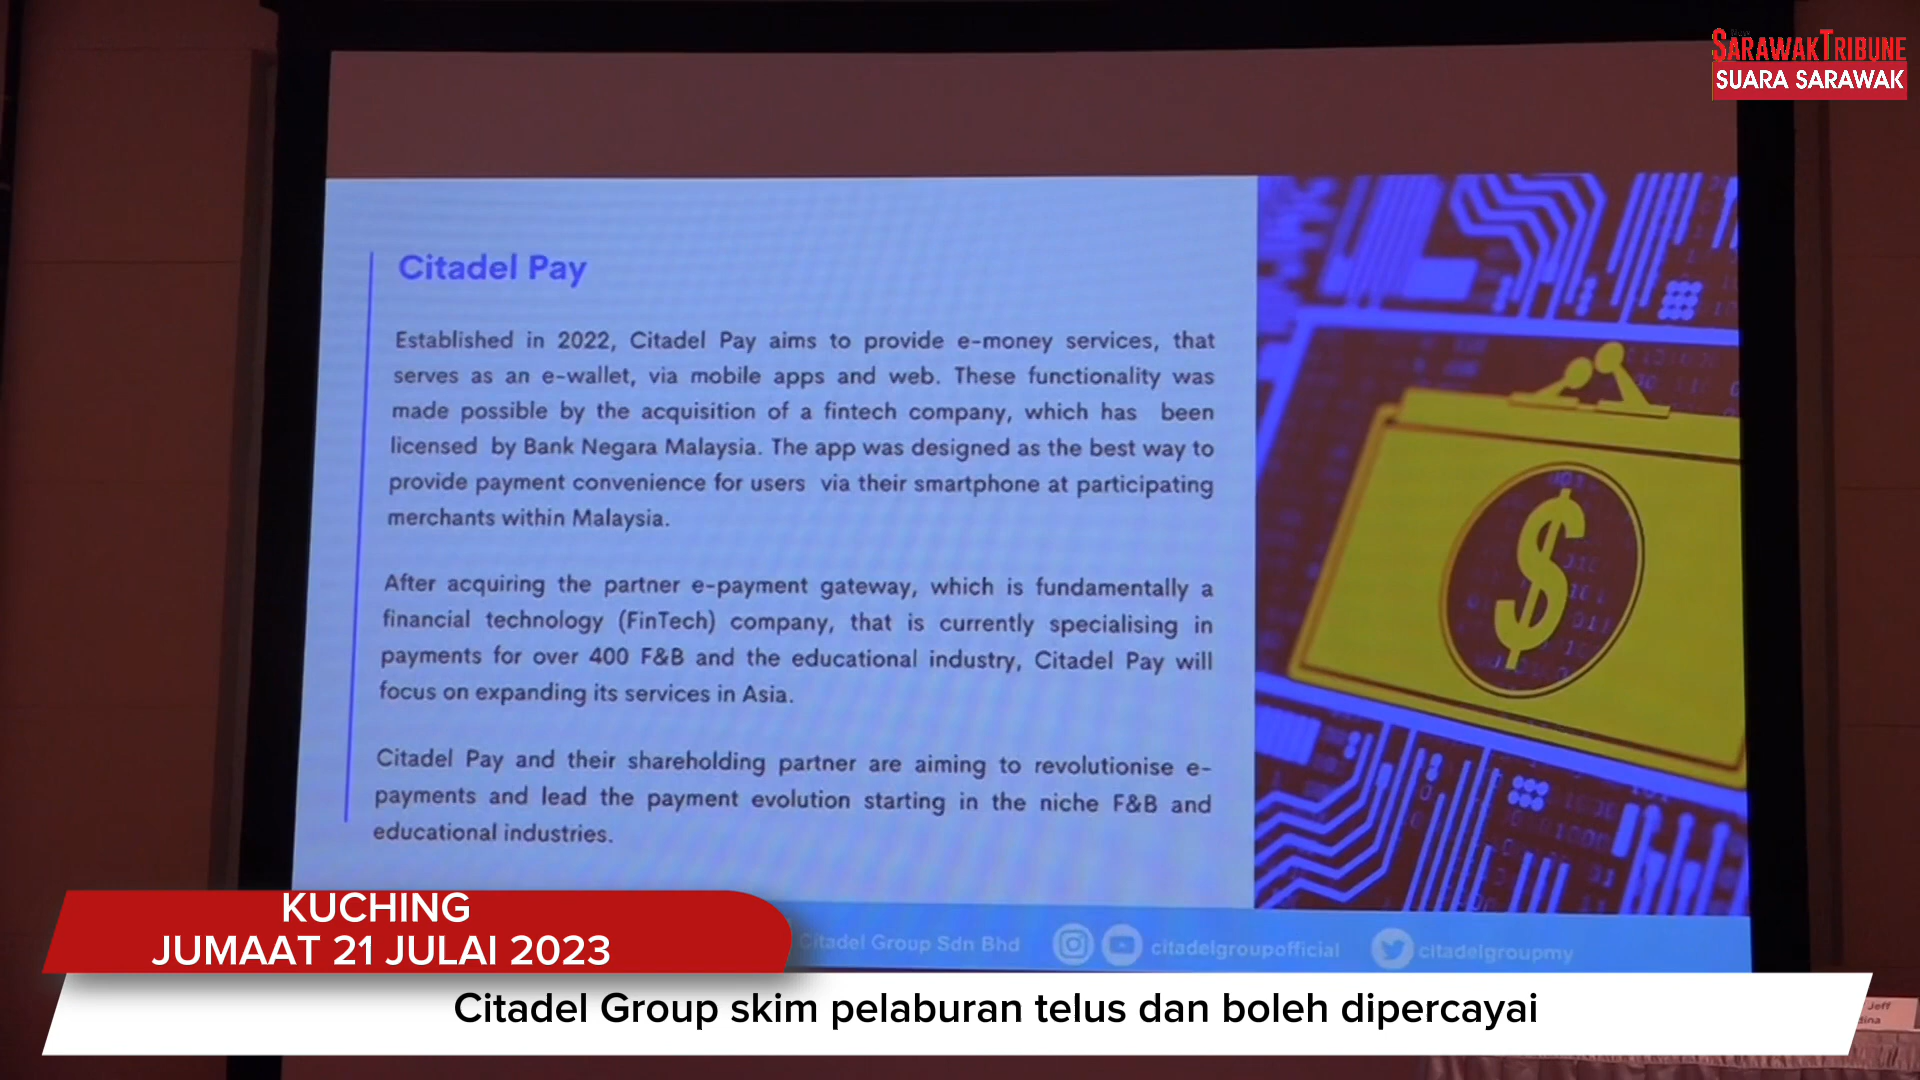 SARAWAK TRIBUNE
SUARA SARAWAK
Citadel Pay
Established in 2022, Citadel Pay aims to provide e-money services, that
serves as an e-wallet, via mobile apps and web. These functionality was
made possible by the acquisition of a fintech company, which has been
licensed by Bank Negara Malaysia. The app was designed as the best way to
provide payment convenience for users via their smartphone at participating
merchants within Malaysia.
After acquiring the partner e-payment gateway, which is fundamentally a
financial technology (FinTech) company, that is currently specialising in
payments for over 400 F&B and the educational industry, Citadel Pay will
focus on expanding its services in Asia.
Citadel Pay and their shareholding partner are aiming to revolutionise e-
payments and lead the payment evolution starting in the niche F&B and
educational industries.
$
Citadel Group Sdn Bhd citadelgroupofficial citadelgroupmy
KUCHING
JUMAAT 21 JULAI 2023
Citadel Group skim pelaburan telus dan boleh dipercayai
Jeff